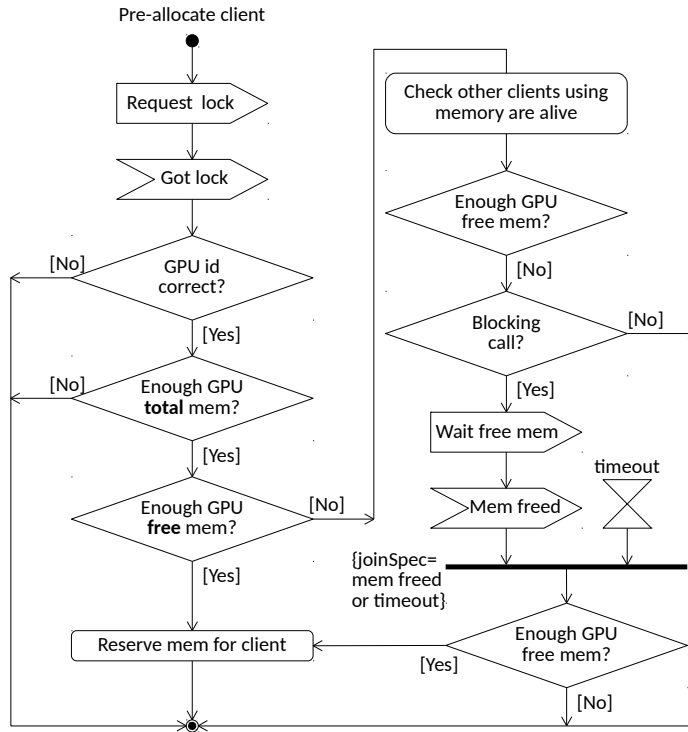 Pre-allocate client
Request lock
Got lock
[No]
GPU id
correct?
[Yes]
[No]
Enough GPU
total mem?
[Yes]
Enough GPU
free mem?
[No]
[Yes]
Reserve mem for client
Check other clients using
memory are alive
Enough GPU
free mem?
[No]
Blocking
call?
[No]
[Yes]
Wait free mem
timeout
Mem freed
{joinSpec=
mem freed
or timeout}
Enough GPU
free mem?
[Yes]
[No]